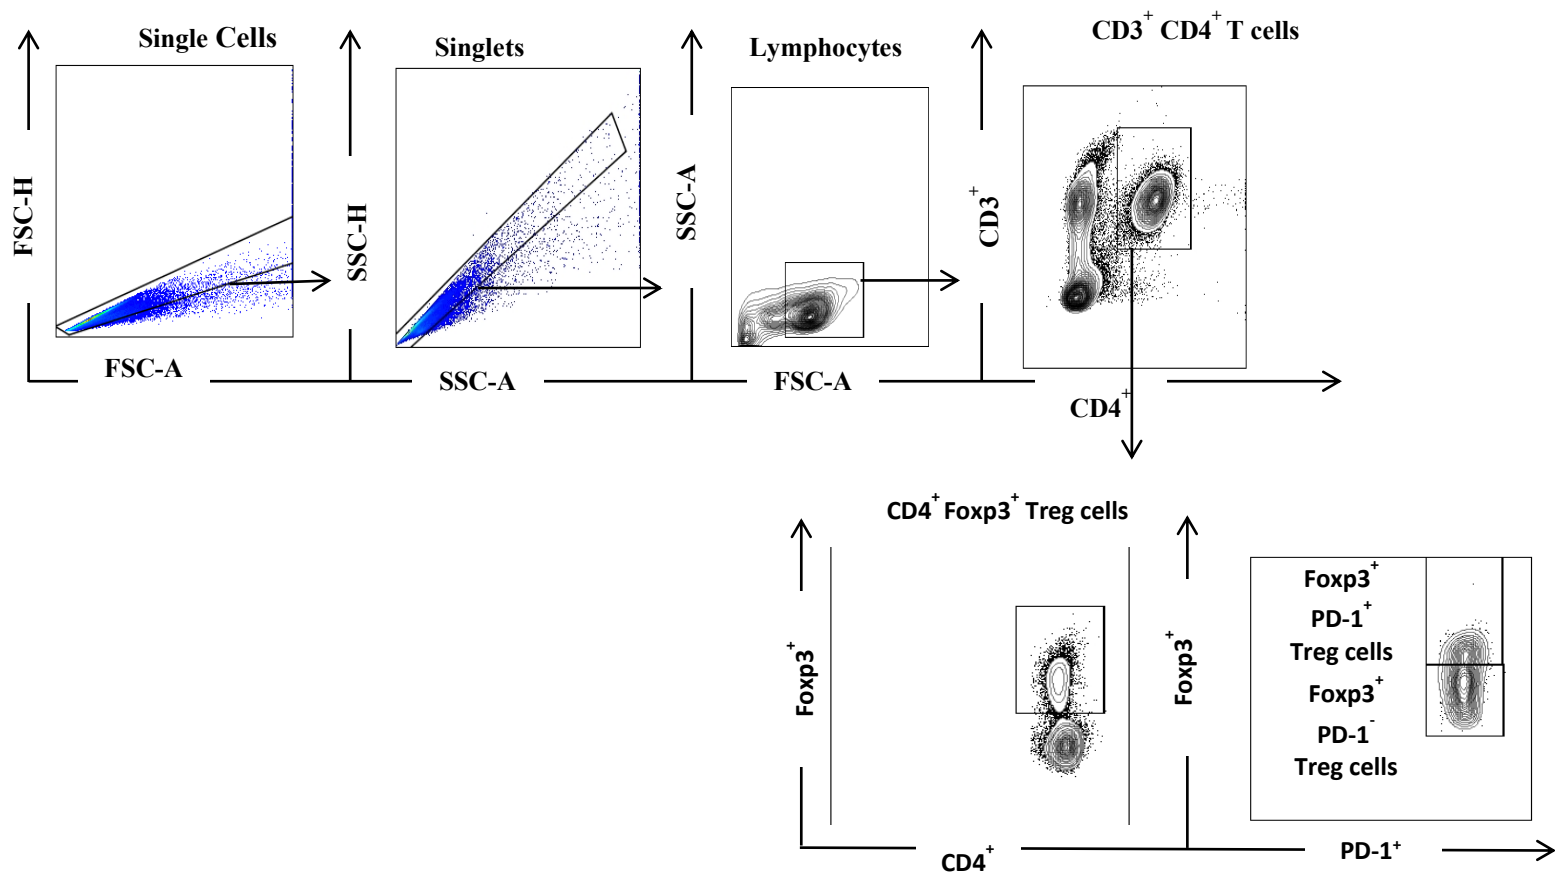 Single Cells
FSC-H
FSC-A
Singlets
SSC-H
SSC-A
Lymphocytes
SSC-A
FSC-A
CD3⁺ CD4⁺ T cells
CD3⁺
CD4⁺
CD4⁺ Foxp3⁺ Treg cells
Foxp3⁺
CD4⁺
Foxp3⁺
Foxp3⁺
PD-1⁺
Treg cells
Foxp3⁺
PD-1⁻
Treg cells
PD-1⁺